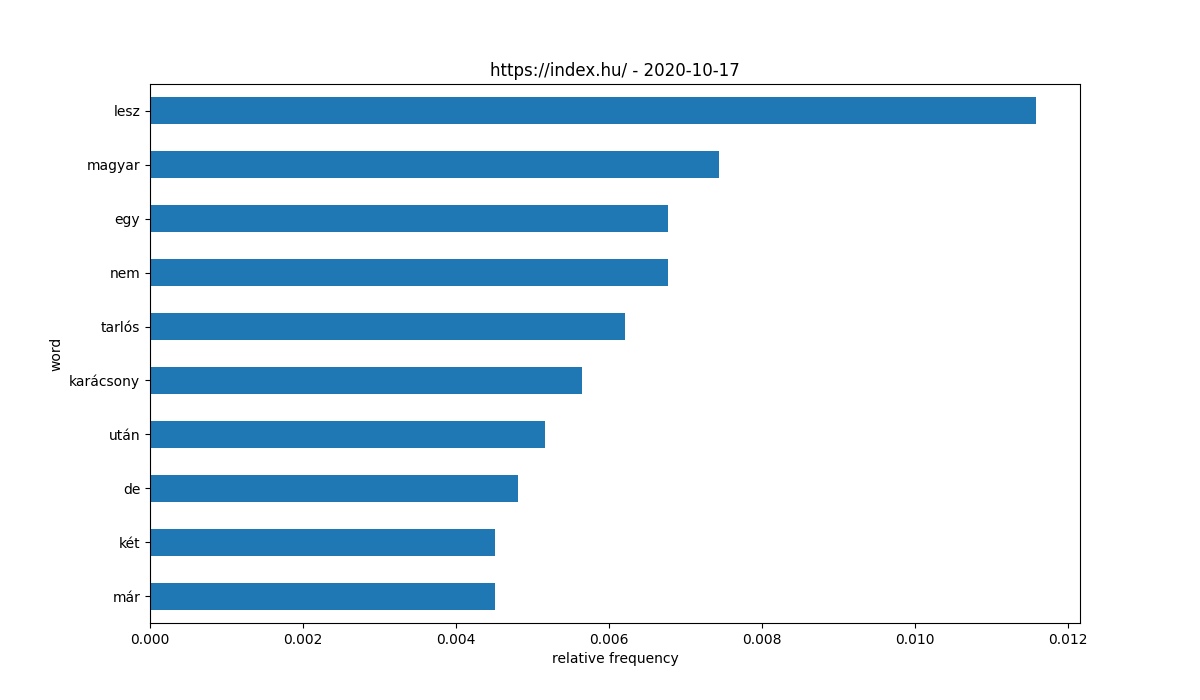 https://index.hu/ - 2020-10-17
word
lesz
magyar
egy
nem
tarlós
karácsony
után
de
két
már
0.000 0.002 0.004 0.006 0.008 0.010 0.012
relative frequency